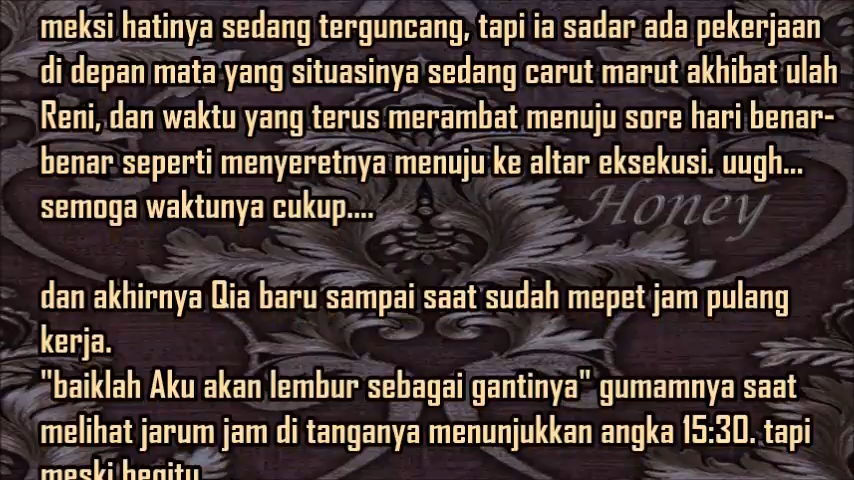 meksi hatinya sedang terguncang, tapi ia sadar ada pekerjaan
di depan mata yang situasinya sedang carut marut akhibat ulah
Reni, dan waktu yang terus merambat menuju sore hari benar-
benar seperti menyeretnya menuju ke altar eksekusi. uugh...
semoga waktunya cukup....
Honey
dan akhirnya Qia baru sampai saat sudah mepet jam pulang
kerja.
"baiklah Aku akan lembur sebagai gantinya" gumamnya saat
melihat jarum jam di tanganya menunjukkan angka 15:30. tapi
meski begitu